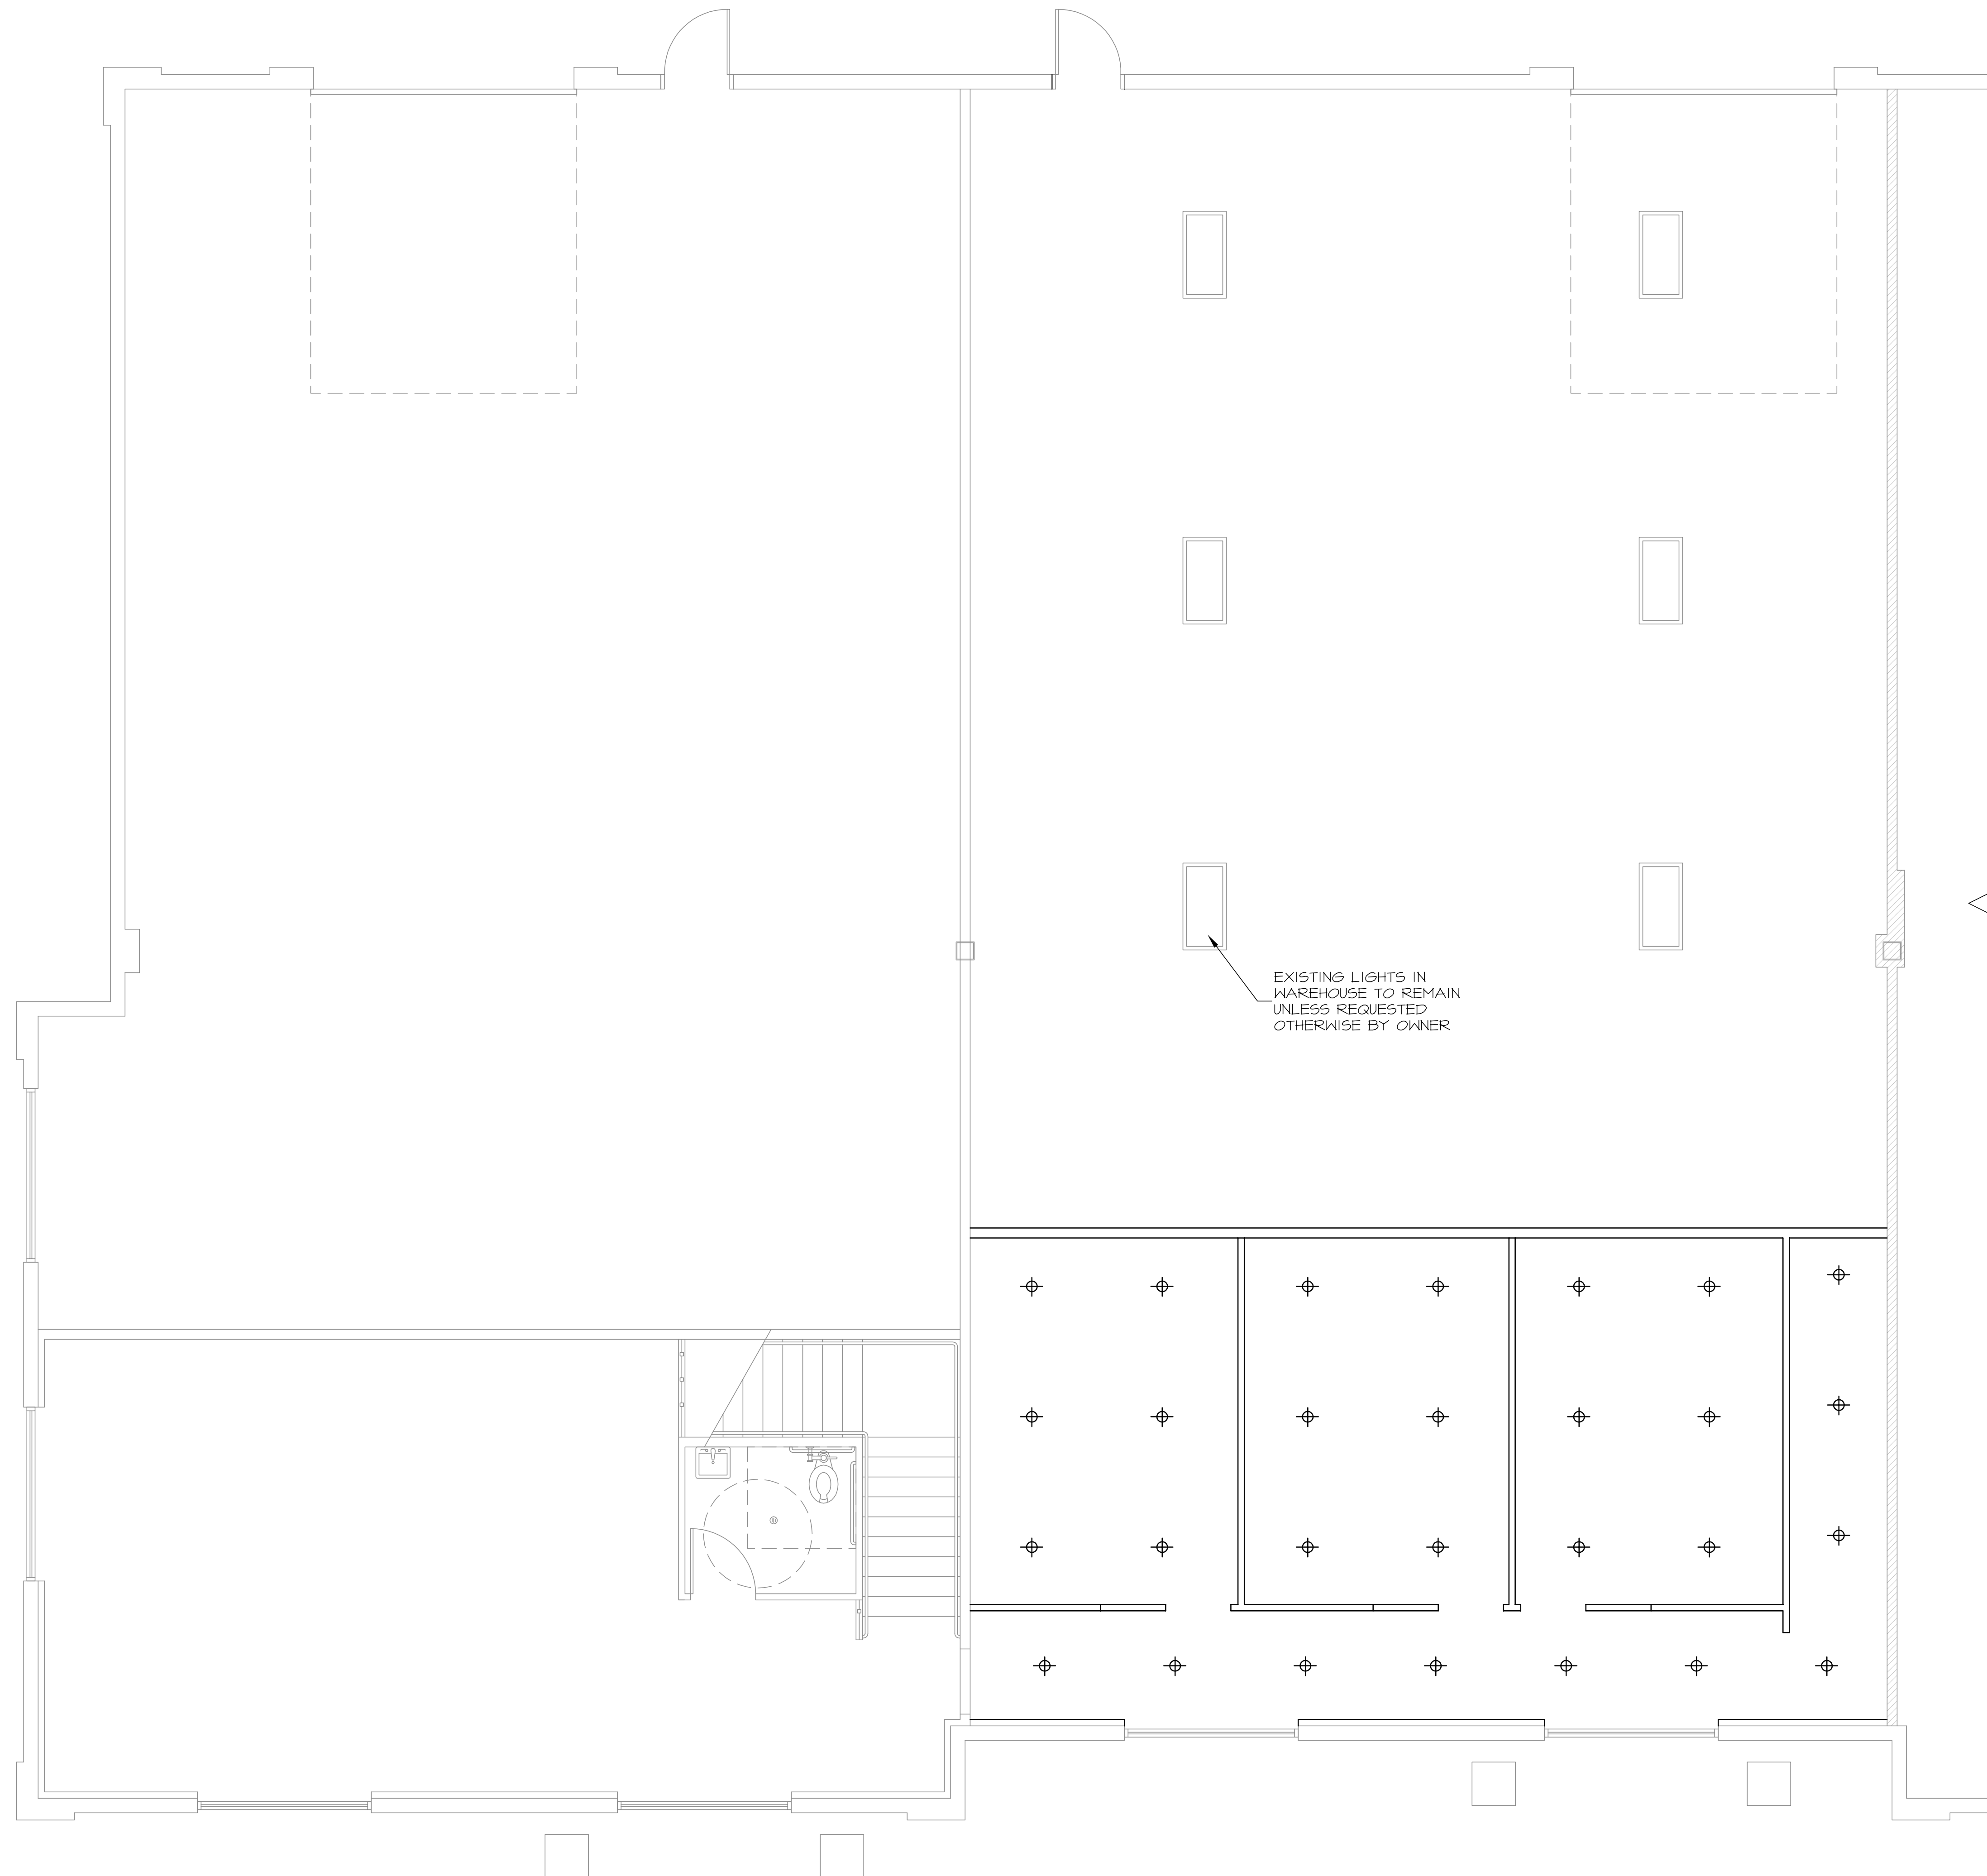 EXISTING LIGHTS IN
WAREHOUSE TO REMAIN
UNLESS REQUESTED
OTHERWISE BY OWNER